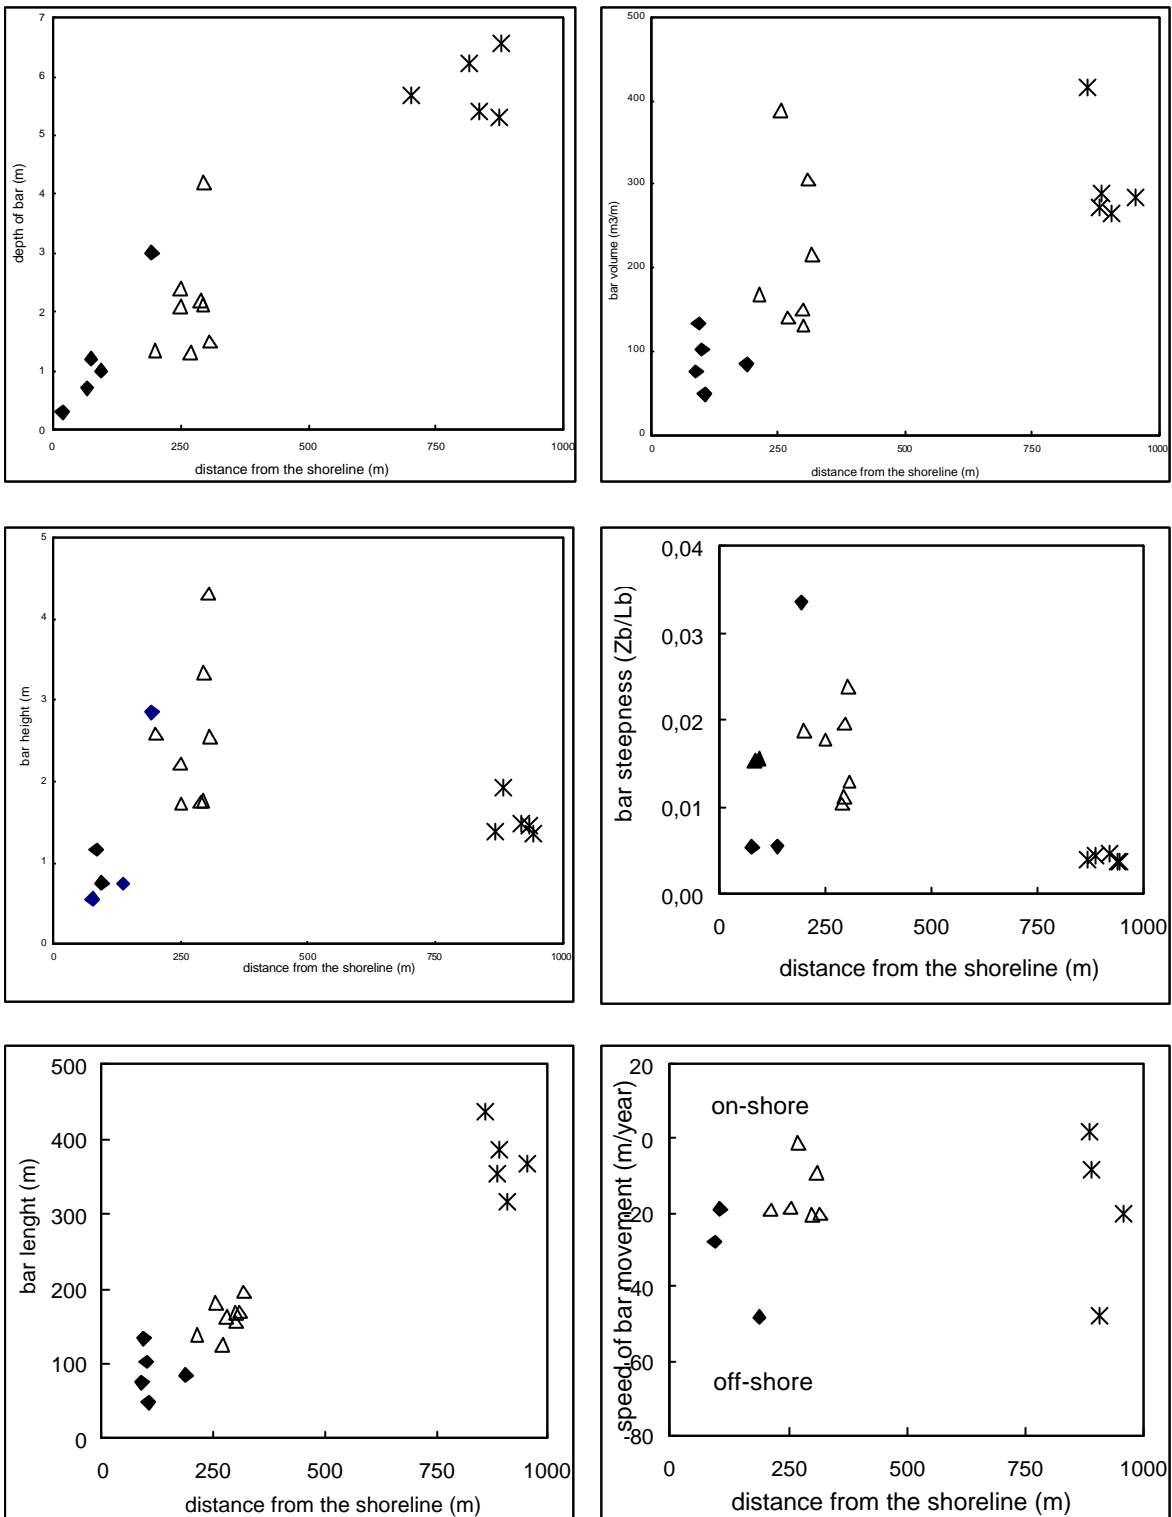 7
6
5
4
3
2
1
0
depth of bar (m)
0 250 500 750 1000
distance from the shoreline (m)
500
400
300
200
100
0
bar volume (m3/m)
0 250 500 750 1000
distance from the shoreline (m)
5
4
3
2
1
0
bar height (m
0 250 500 750 1000
distance from the shoreline (m)
0,04
0,03
0,02
0,01
0,00
bar steepness (Zb/Lb)
0 250 500 750 1000
distance from the shoreline (m)
500
400
300
200
100
0
bar lenght (m)
0 250 500 750 1000
distance from the shoreline (m)
20
0
-20
-40
-60
-80
speed of bar movement (m/year)
on-shore
off-shore
0 250 500 750 1000
distance from the shoreline (m)